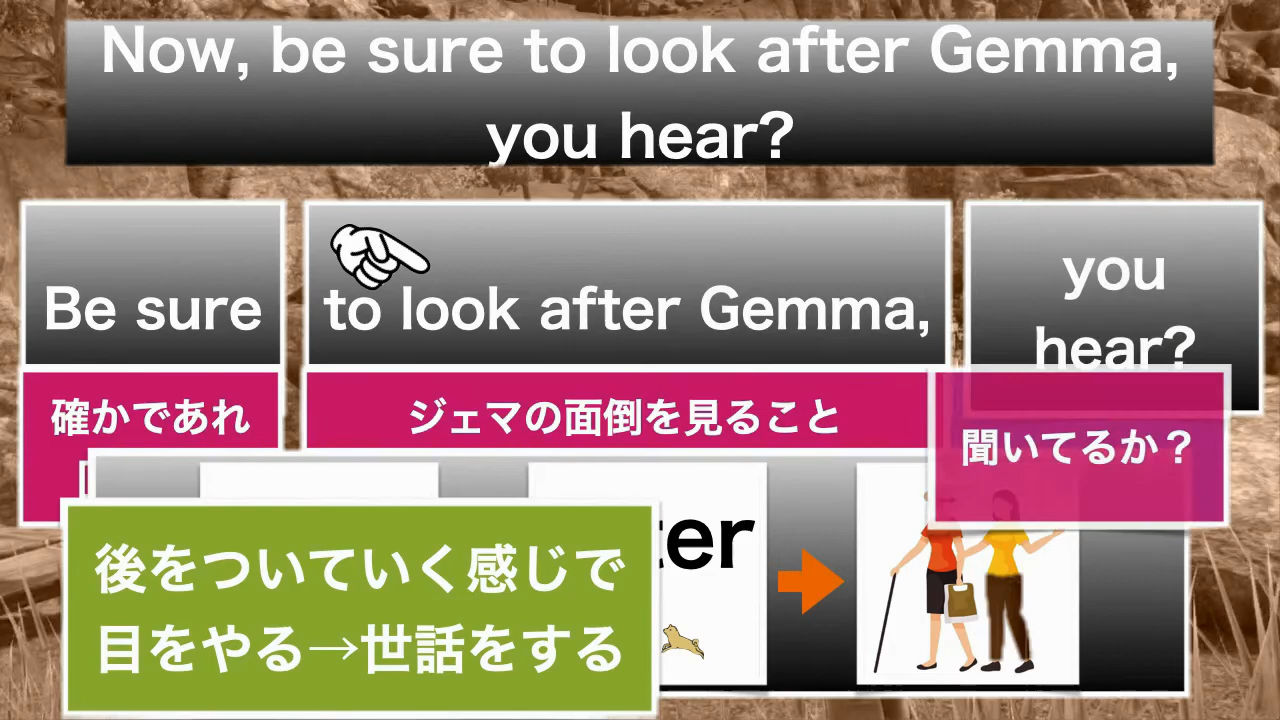 Now, be sure to look after Gemma,
you hear?
Be sure
to look after Gemma,
you
hear?
確かであれ
ジェマの面倒を見ること
聞いてるか？
後をついていく感じで
目をやる→世話をする